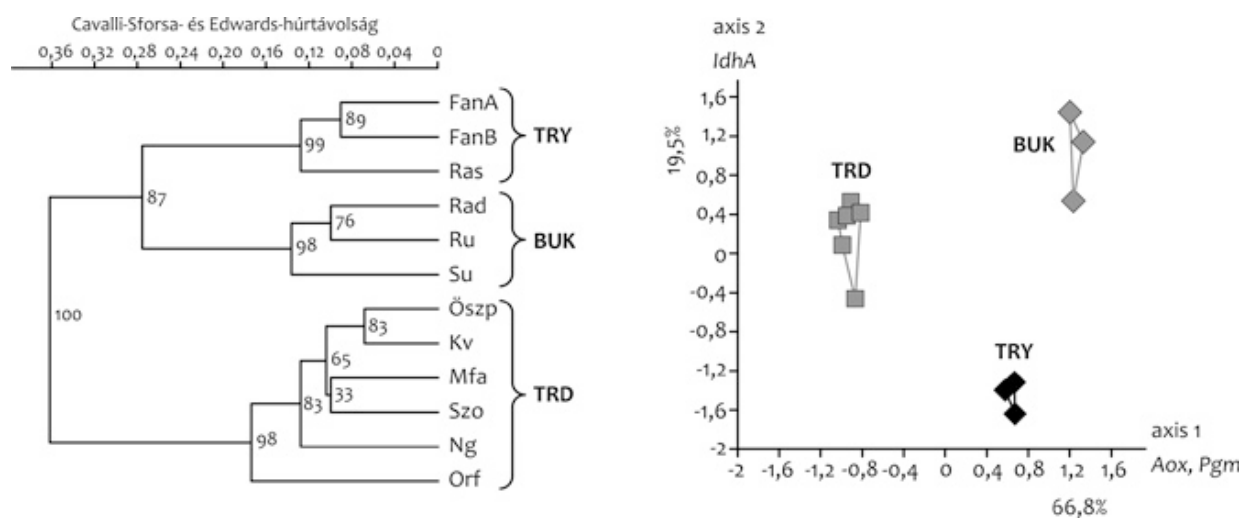 Cavalli-Sforsa- és Edwards-húrtávolság
0,36 0,32 0,28 0,24 0,20 0,16 0,12 0,08 0,04 0
FanA
89
FanB
99
TRY
Ras
87
Rad
76
Ru
98
BUK
Su
100
Öszp
83
Kv
65
Mfa
33
83
TRD
Szo
98
Ng
Orf
axis 2
IdhA
19,5%
1,6
1,2
0,8
0,4
0
-0,4
-0,8
-1,2
-1,6
-2
BUK
TRD
TRY
axis 1
-2 -1,6 -1,2 -0,8 -0,4 0 0,4 0,8 1,2 1,6
Aox, Pgm
66,8%